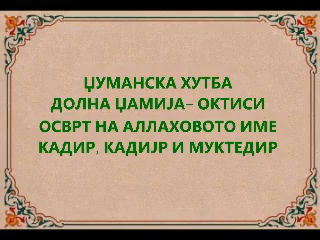 ЏУМАНСКА ХУТБА
ДОЛНА ЏАМИЈА– ОКТИСИ
ОСВРТ НА АЛЛАХОВОТО ИМЕ
КАДИР, КАДИЈР И МУКТЕДИР